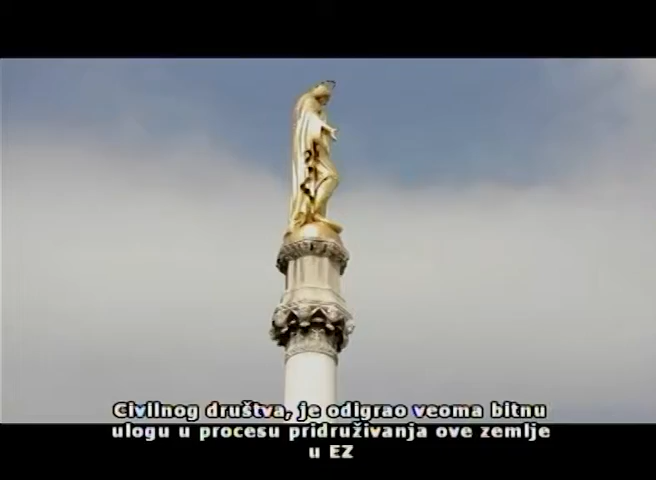 Civilnog društva, je odigrao veoma bitnu
ulogu u procesu pridruživanja ove zemlje
u EZ